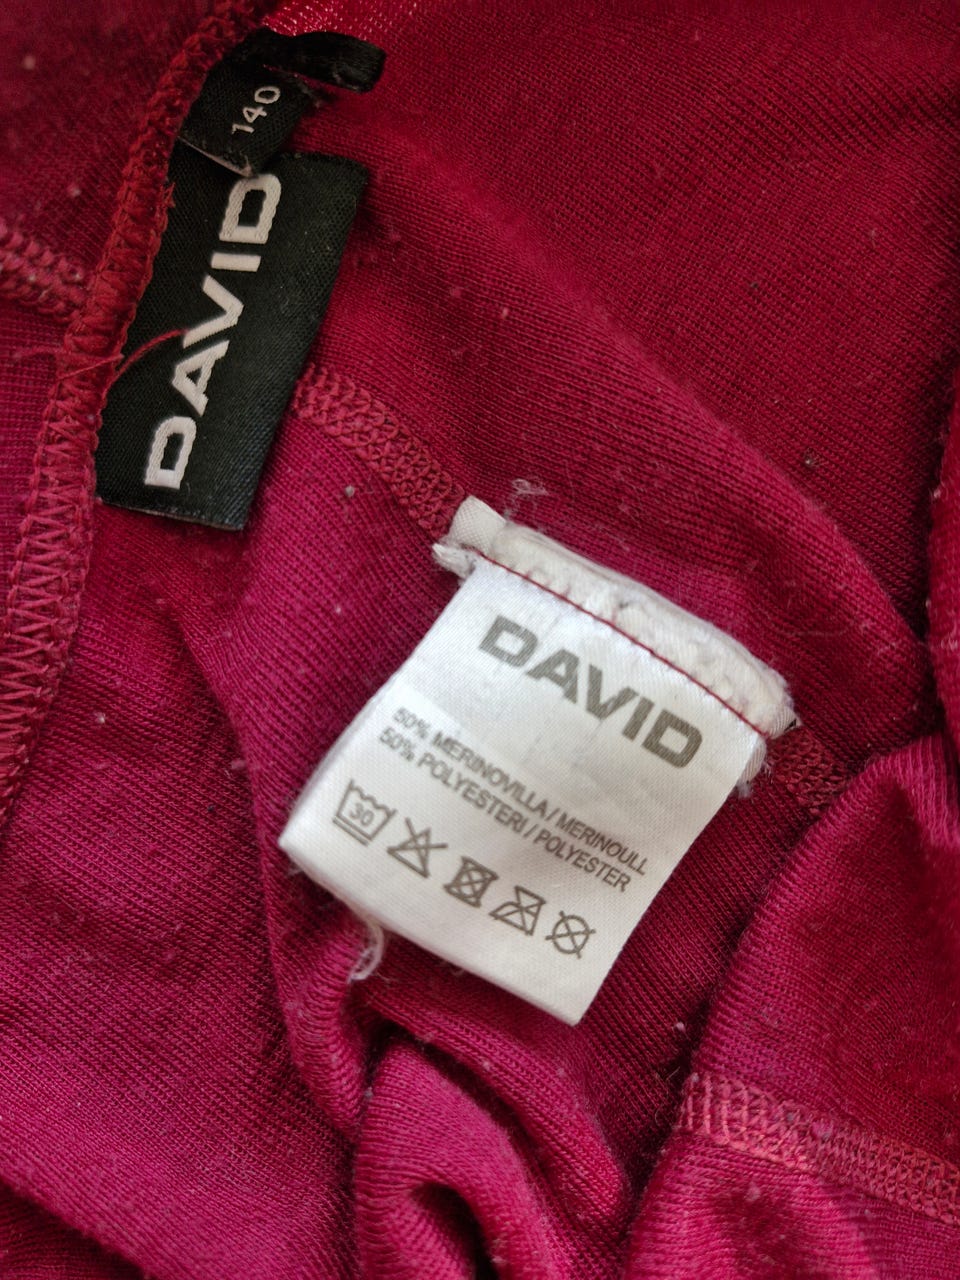 140
DAVID
DAVID
50% MERINOVILLA / MERINOULL
50% POLYESTERI / POLYESTER
30